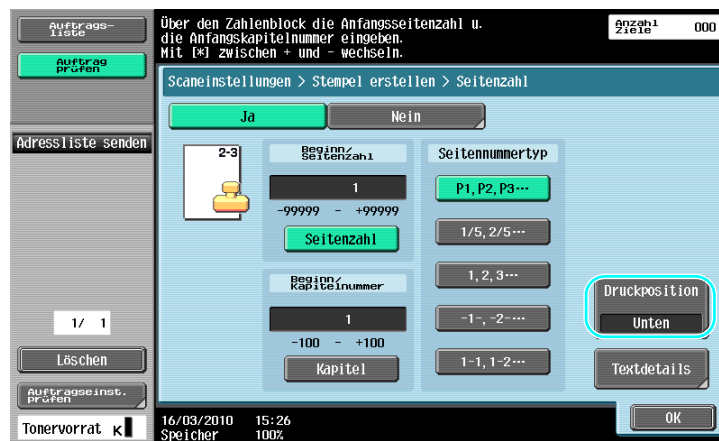 Auftrags-
liste
Auftrag
prüfen
Adressliste senden
1/ 1
Löschen
Auftragseinst.
prüfen
Tonervorrat K
Über den Zahlenblock die Anfangsseitenzahl u.
die Anfangskapitelnummer eingeben.
Mit [*] zwischen + und - wechseln.
Anzahl
Ziele 000
Scaneinstellungen > Stempel erstellen > Seitenzahl
Ja Nein
2-3
Beginn/
Seitenzahl
1
-99999 - +99999
Seitenzahl
Beginn/
Kapitelnummer
1
-100 - +100
Kapitel
Seitennummertyp
P1, P2, P3···
1/5, 2/5···
1, 2, 3···
-1-, -2-···
1-1, 1-2···
Druckposition
Unten
Textdetails
16/03/2010 15:26
Speicher 100%
OK